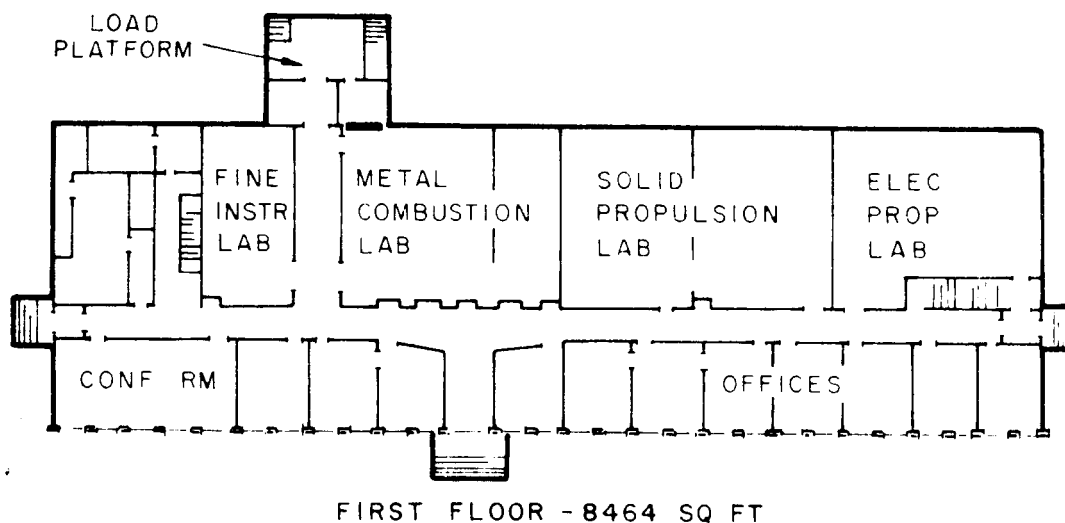 LOAD
PLATFORM
FINE
INSTR
LAB
METAL
COMBUSTION
LAB
SOLID
PROPULSION
LAB
ELEC
PROP
LAB
CONF RM
OFFICES
FIRST FLOOR - 8464 SQ FT